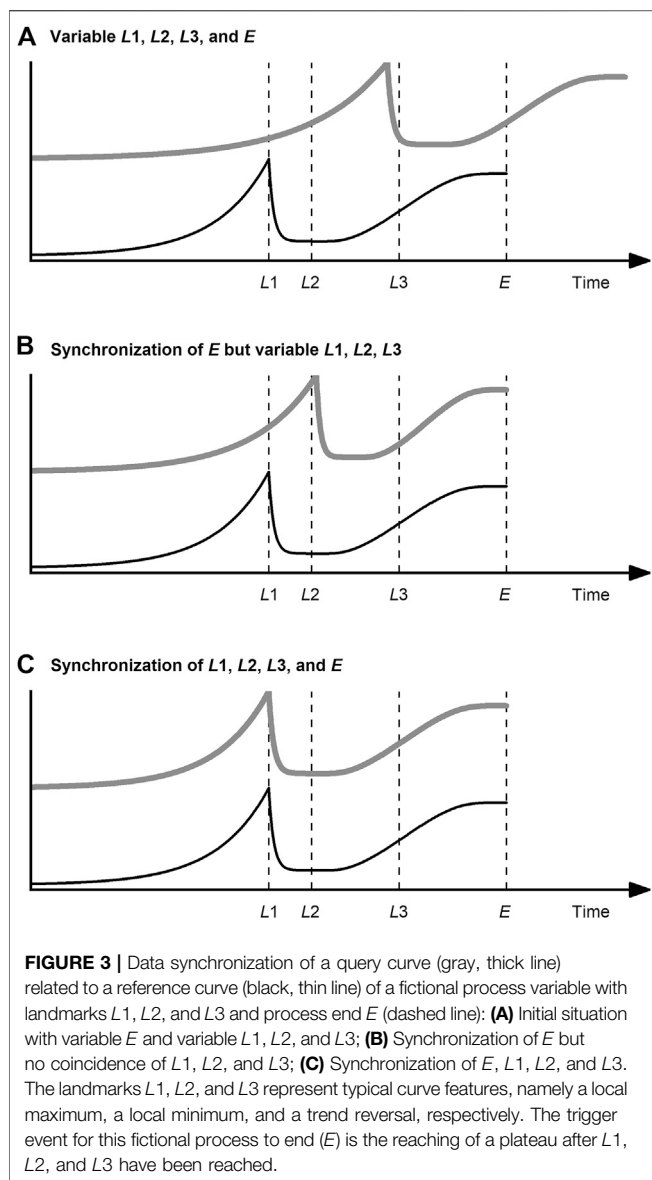 A Variable L1, L2, L3, and E
L1 L2 L3 E Time
B Synchronization of E but variable L1, L2, L3
L1 L2 L3 E Time
C Synchronization of L1, L2, L3, and E
L1 L2 L3 E Time
FIGURE 3 | Data synchronization of a query curve (gray, thick line)
related to a reference curve (black, thin line) of a fictional process variable with
landmarks L1, L2, and L3 and process end E (dashed line): (A) Initial situation
with variable E and variable L1, L2, and L3; (B) Synchronization of E but
no coincidence of L1, L2, and L3; (C) Synchronization of E, L1, L2, and L3.
The landmarks L1, L2, and L3 represent typical curve features, namely a local
maximum, a local minimum, and a trend reversal, respectively. The trigger
event for this fictional process to end (E) is the reaching of a plateau after L1,
L2, and L3 have been reached.